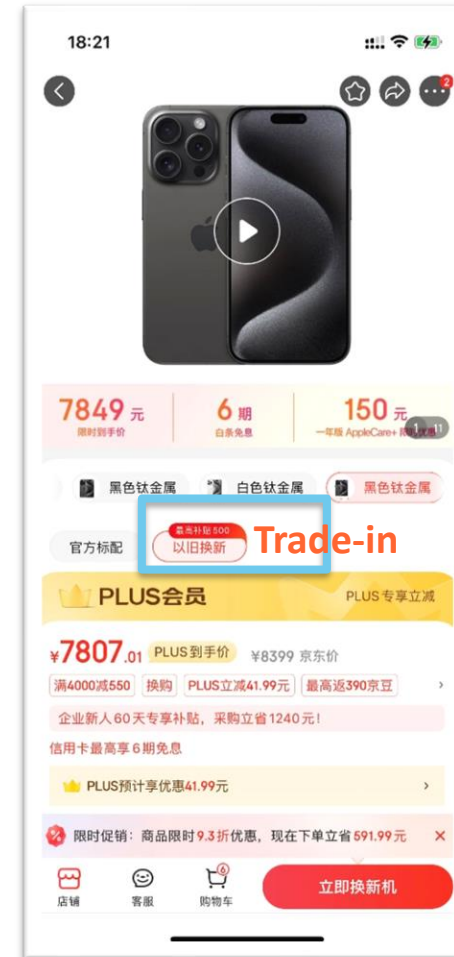 18:21
2
7849 元
限时到手价
6 期
白条免息
150 元
一年版 AppleCare+
11
黑色钛金属
白色钛金属
黑色钛金属
最高补贴500
官方标配
以旧换新
Trade-in
PLUS会员
PLUS专享立减
¥7807.01 PLUS到手价 ¥8399 京东价
满4000减550 换购 PLUS立减41.99元 最高返390京豆 ›
企业新人60天专享补贴，采购立省1240元！
信用卡最高享6期免息
PLUS预计享优惠41.99元 ›
限时促销：商品限时9.3折优惠，现在下单立省591.99元 ×
6
店铺
客服
购物车
立即换新机